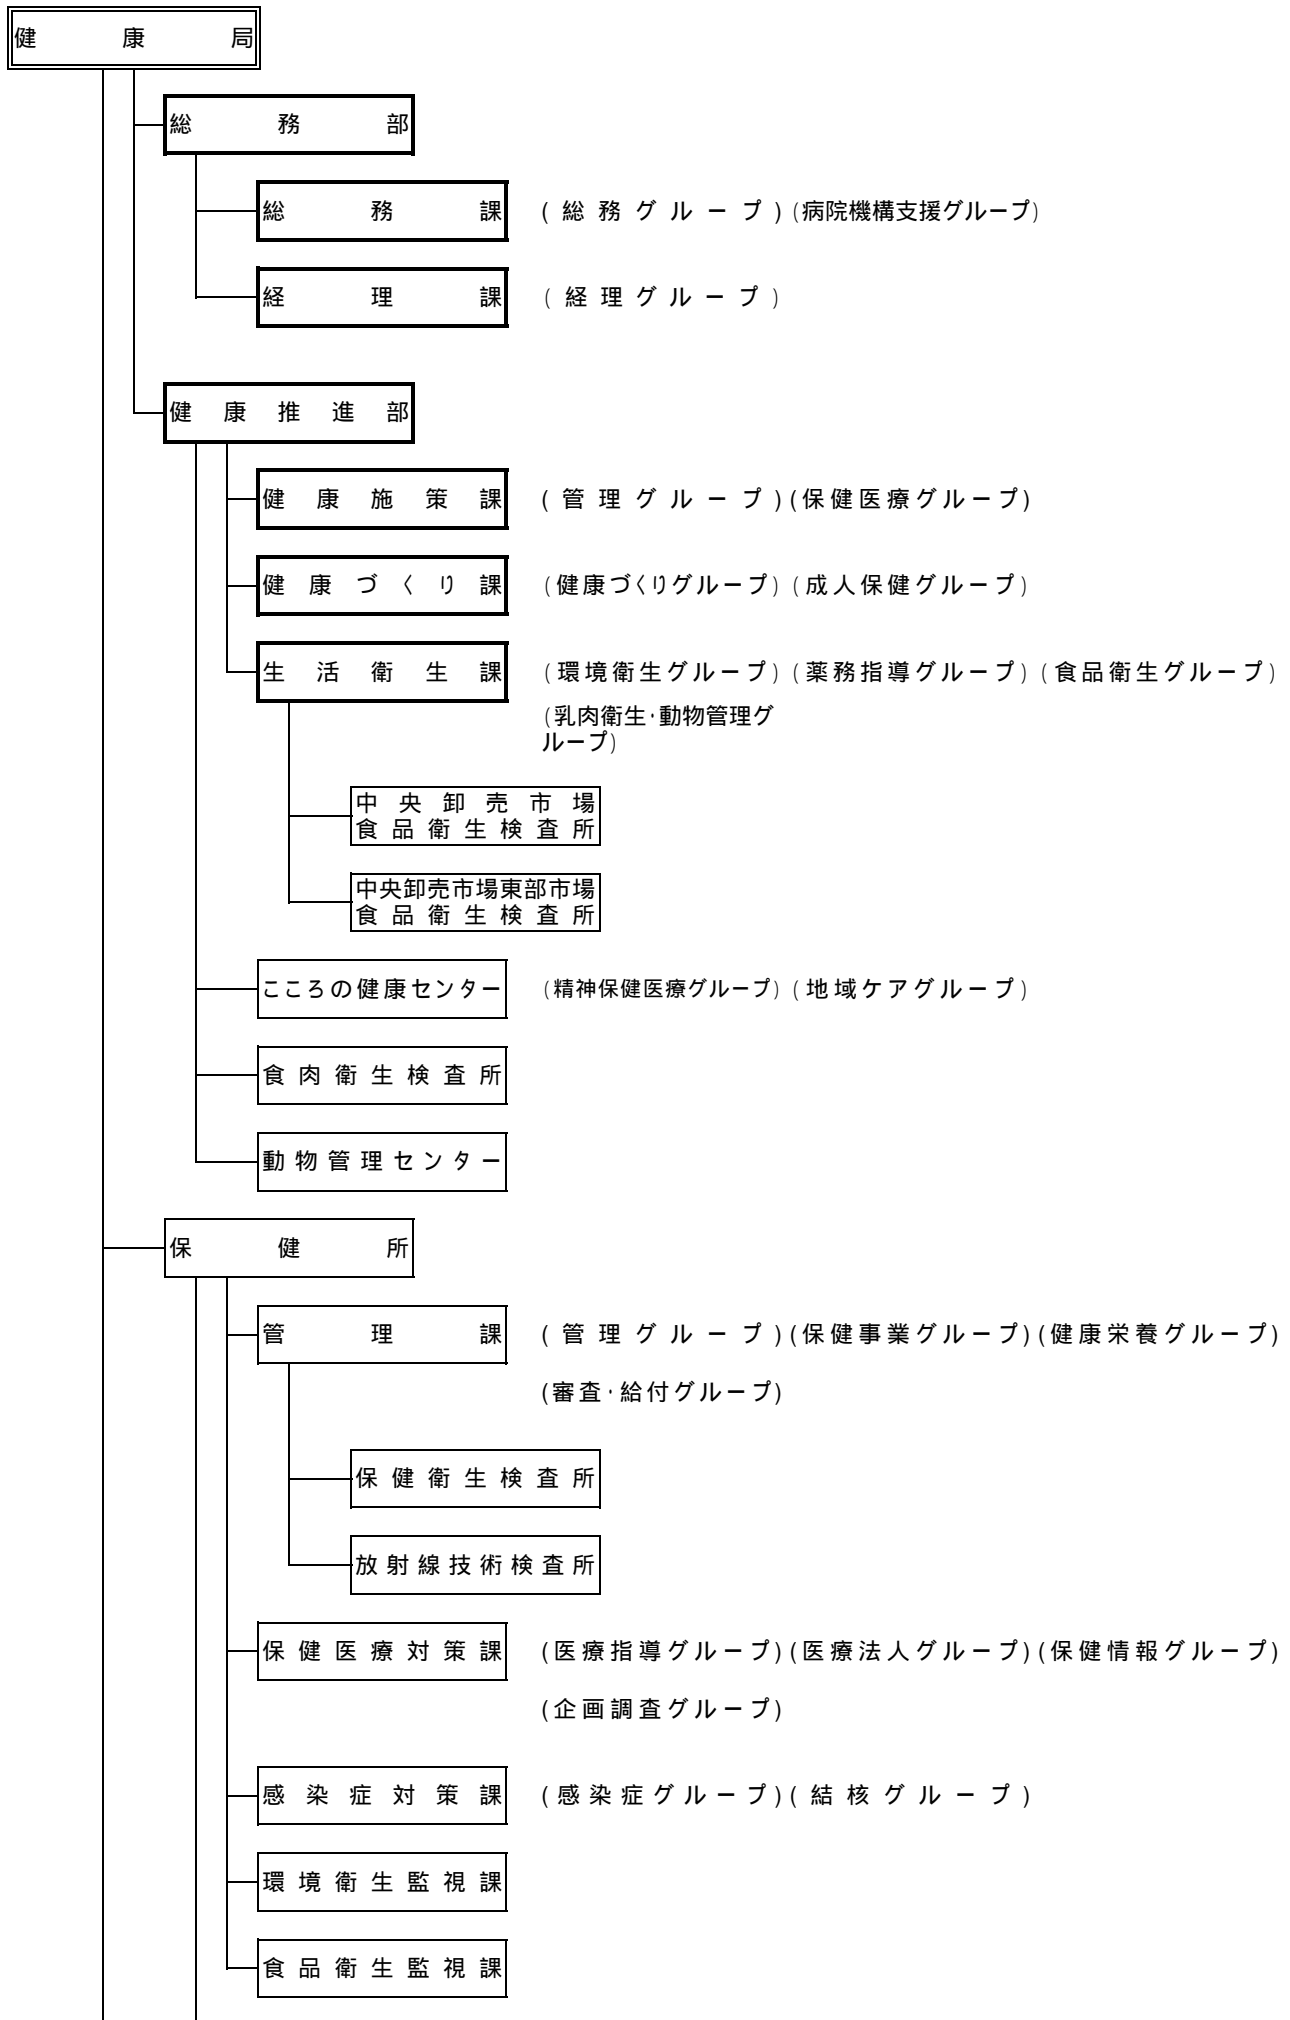 健康局
総務部
総務課 (総務グループ)(病院機構支援グループ)
経理課 (経理グループ)
健康推進部
健康施策課 (管理グループ)(保健医療グループ)
健康づくり課 (健康づくりグループ)(成人保健グループ)
生活衛生課 (環境衛生グループ)(薬務指導グループ)(食品衛生グループ)
(乳肉衛生・動物管理グ
ループ)
中央卸売市場
食品衛生検査所
中央卸売市場東部市場
食品衛生検査所
こころの健康センター (精神保健医療グループ)(地域ケアグループ)
食肉衛生検査所
動物管理センター
保健所
管理課 (管理グループ)(保健事業グループ)(健康栄養グループ)
(審査・給付グループ)
保健衛生検査所
放射線技術検査所
保健医療対策課 (医療指導グループ)(医療法人グループ)(保健情報グループ)
(企画調査グループ)
感染症対策課 (感染症グループ)(結核グループ)
環境衛生監視課
食品衛生監視課